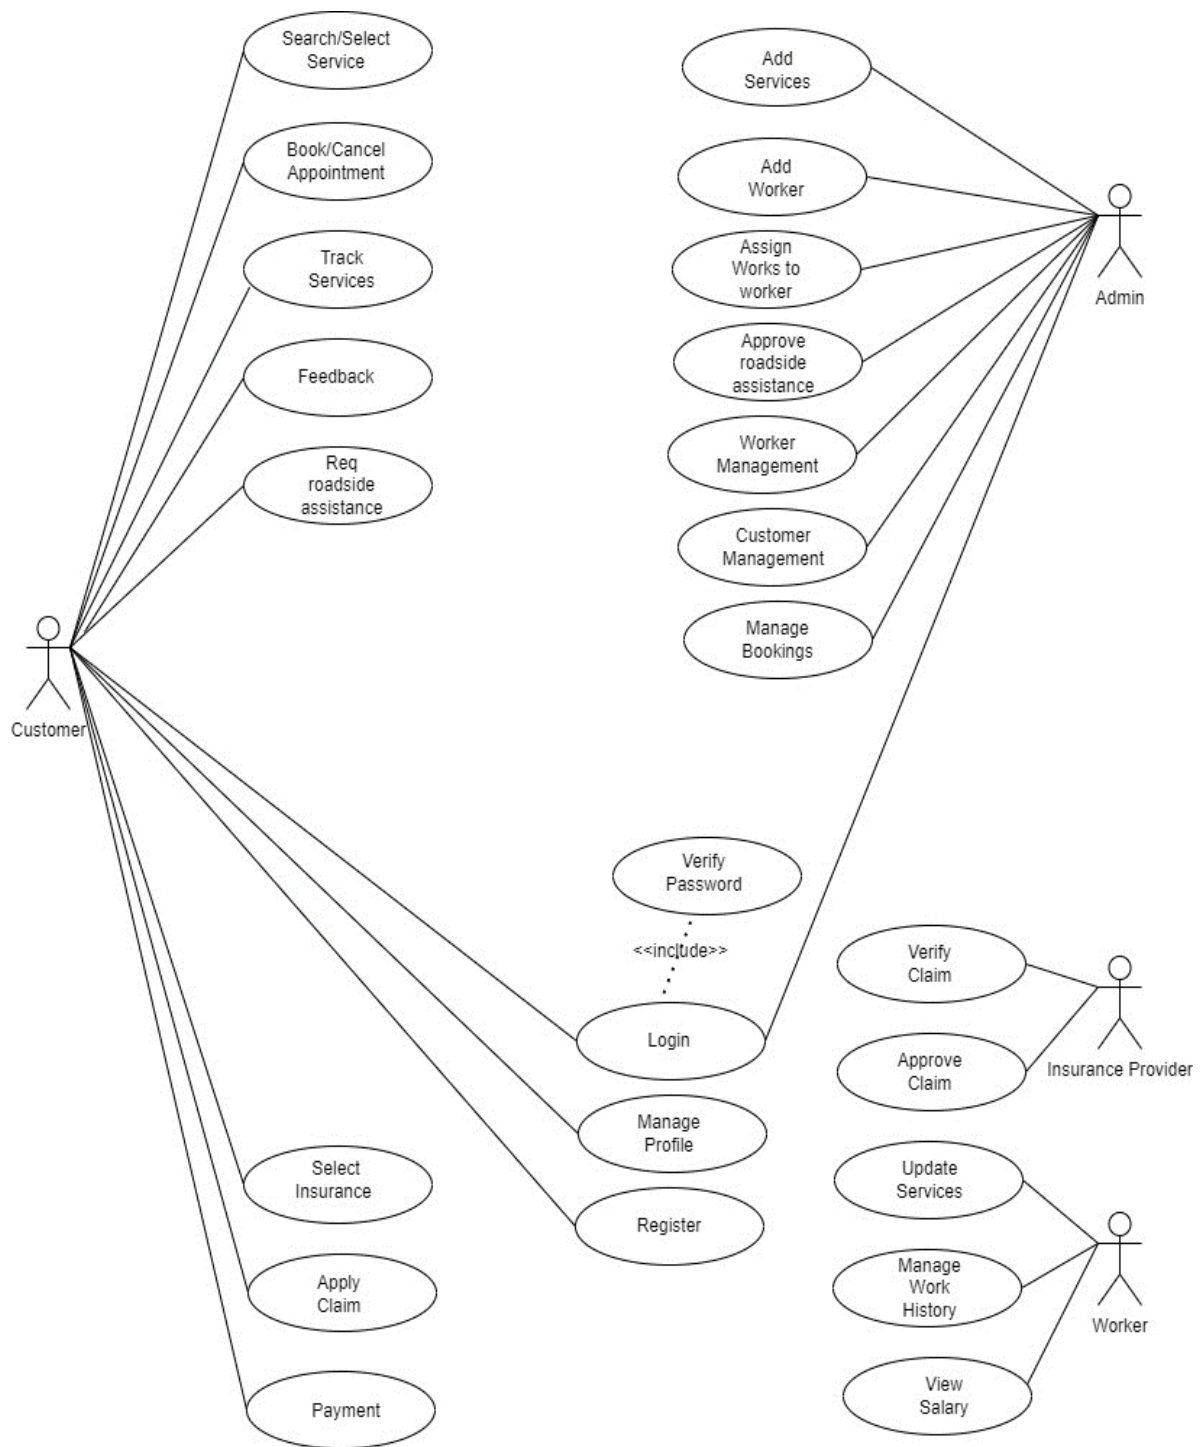 Search/Select
Service
Book/Cancel
Appointment
Track
Services
Feedback
Req
roadside
assistance
Customer
Add
Services
Add
Worker
Assign
Works to
worker
Approve
roadside
assistance
Worker
Management
Customer
Management
Manage
Bookings
Admin
Verify
Password
<<include>>
Login
Manage
Profile
Register
Select
Insurance
Apply
Claim
Payment
Verify
Claim
Approve
Claim
Insurance Provider
Update
Services
Manage
Work
History
View
Salary
Worker